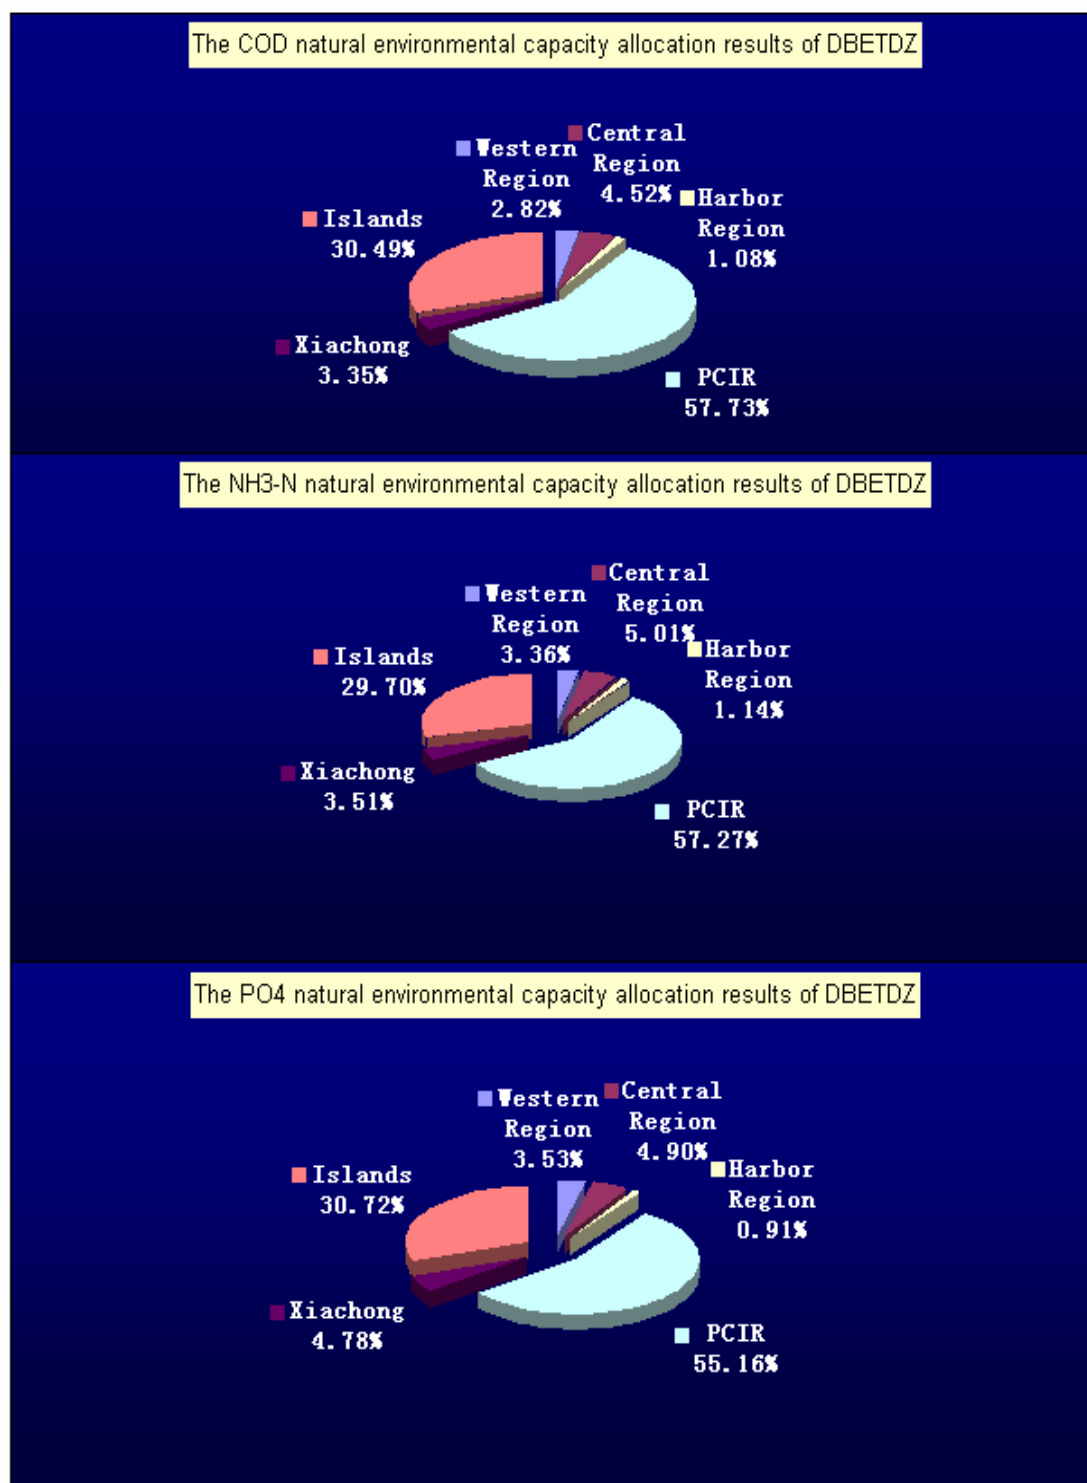 The COD natural environmental capacity allocation results of DBETDZ
Western
Region
2.82%
Central
Region
4.52%
Harbor
Region
1.08%
Islands
30.49%
Xiachong
3.35%
PCIR
57.73%
The NH3-N natural environmental capacity allocation results of DBETDZ
Western
Region
3.36%
Central
Region
5.01%
Harbor
Region
1.14%
Islands
29.70%
Xiachong
3.51%
PCIR
57.27%
The PO4 natural environmental capacity allocation results of DBETDZ
Western
Region
3.53%
Central
Region
4.90%
Harbor
Region
0.91%
Islands
30.72%
Xiachong
4.78%
PCIR
55.16%